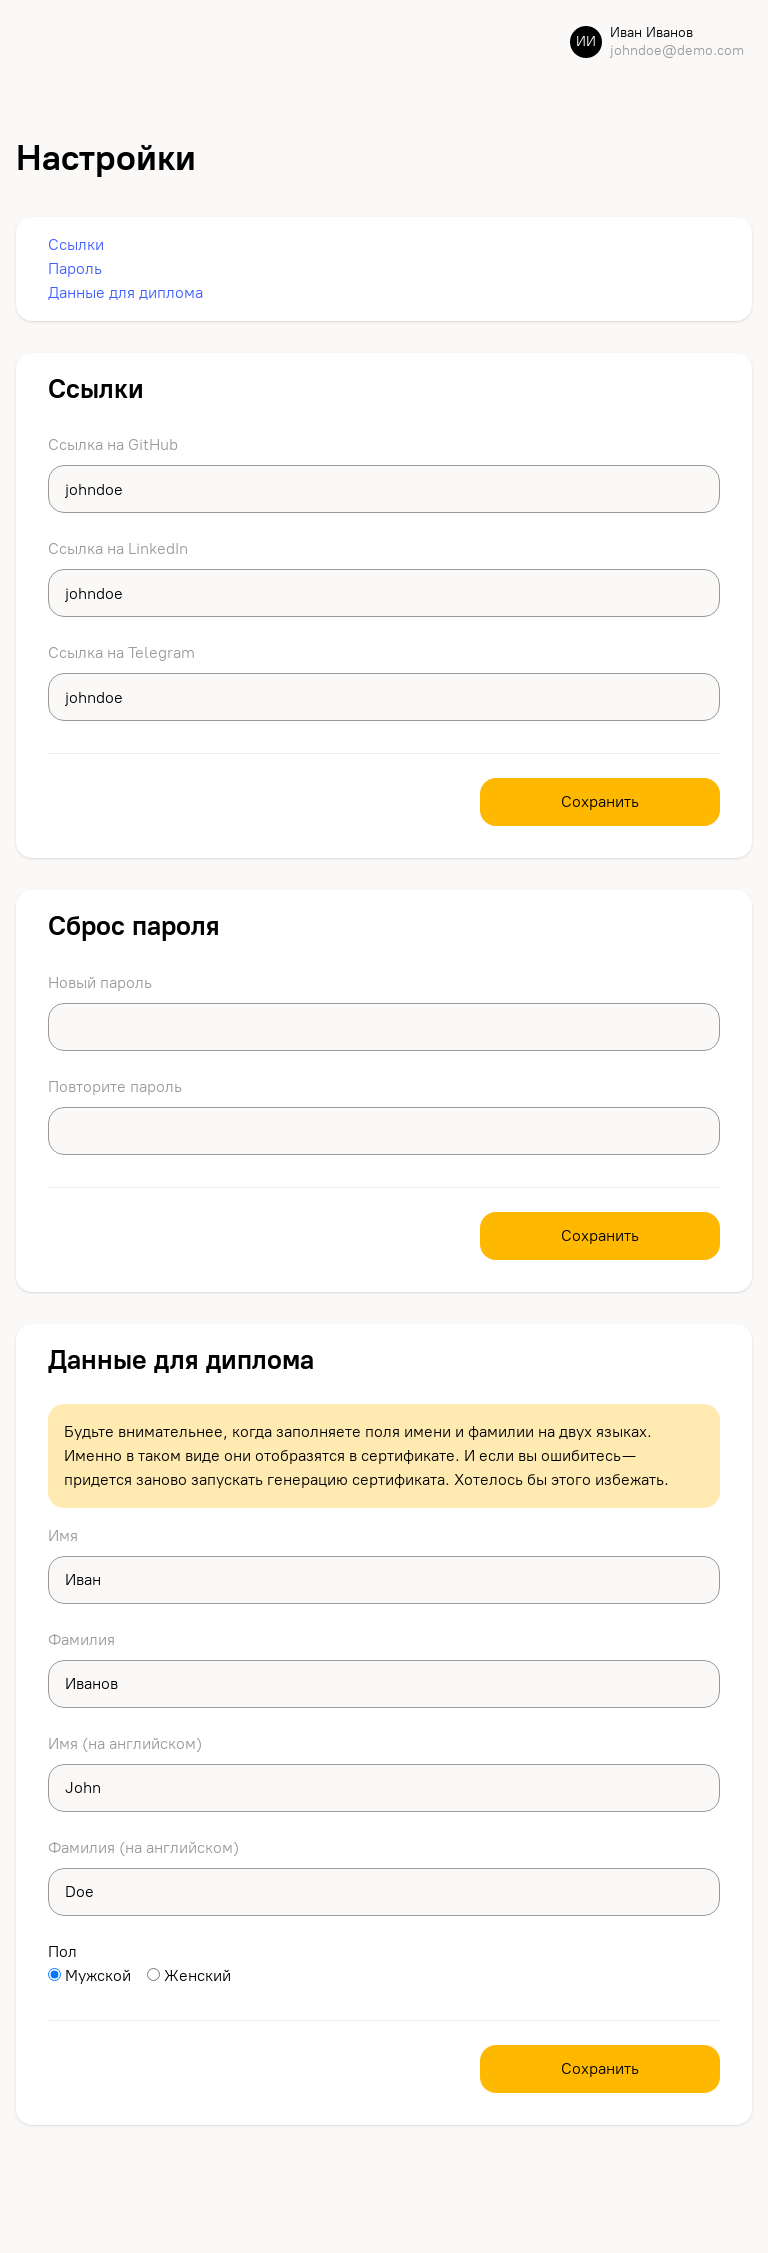 ИИ
Иван Иванов
johndoe@demo.com
Настройки
Ссылки
Пароль
Данные для диплома
Ссылки
Ссылка на GitHub
johndoe
Ссылка на LinkedIn
johndoe
Ссылка на Telegram
johndoe
Сохранить
Сброс пароля
Новый пароль
Повторите пароль
Сохранить
Данные для диплома
Будьте внимательнее, когда заполняете поля имени и фамилии на двух языках.
Именно в таком виде они отобразятся в сертификате. И если вы ошибитесь—
придется заново запускать генерацию сертификата. Хотелось бы этого избежать.
Имя
Иван
Фамилия
Иванов
Имя (на английском)
John
Фамилия (на английском)
Doe
Пол
Мужской Женский
Сохранить